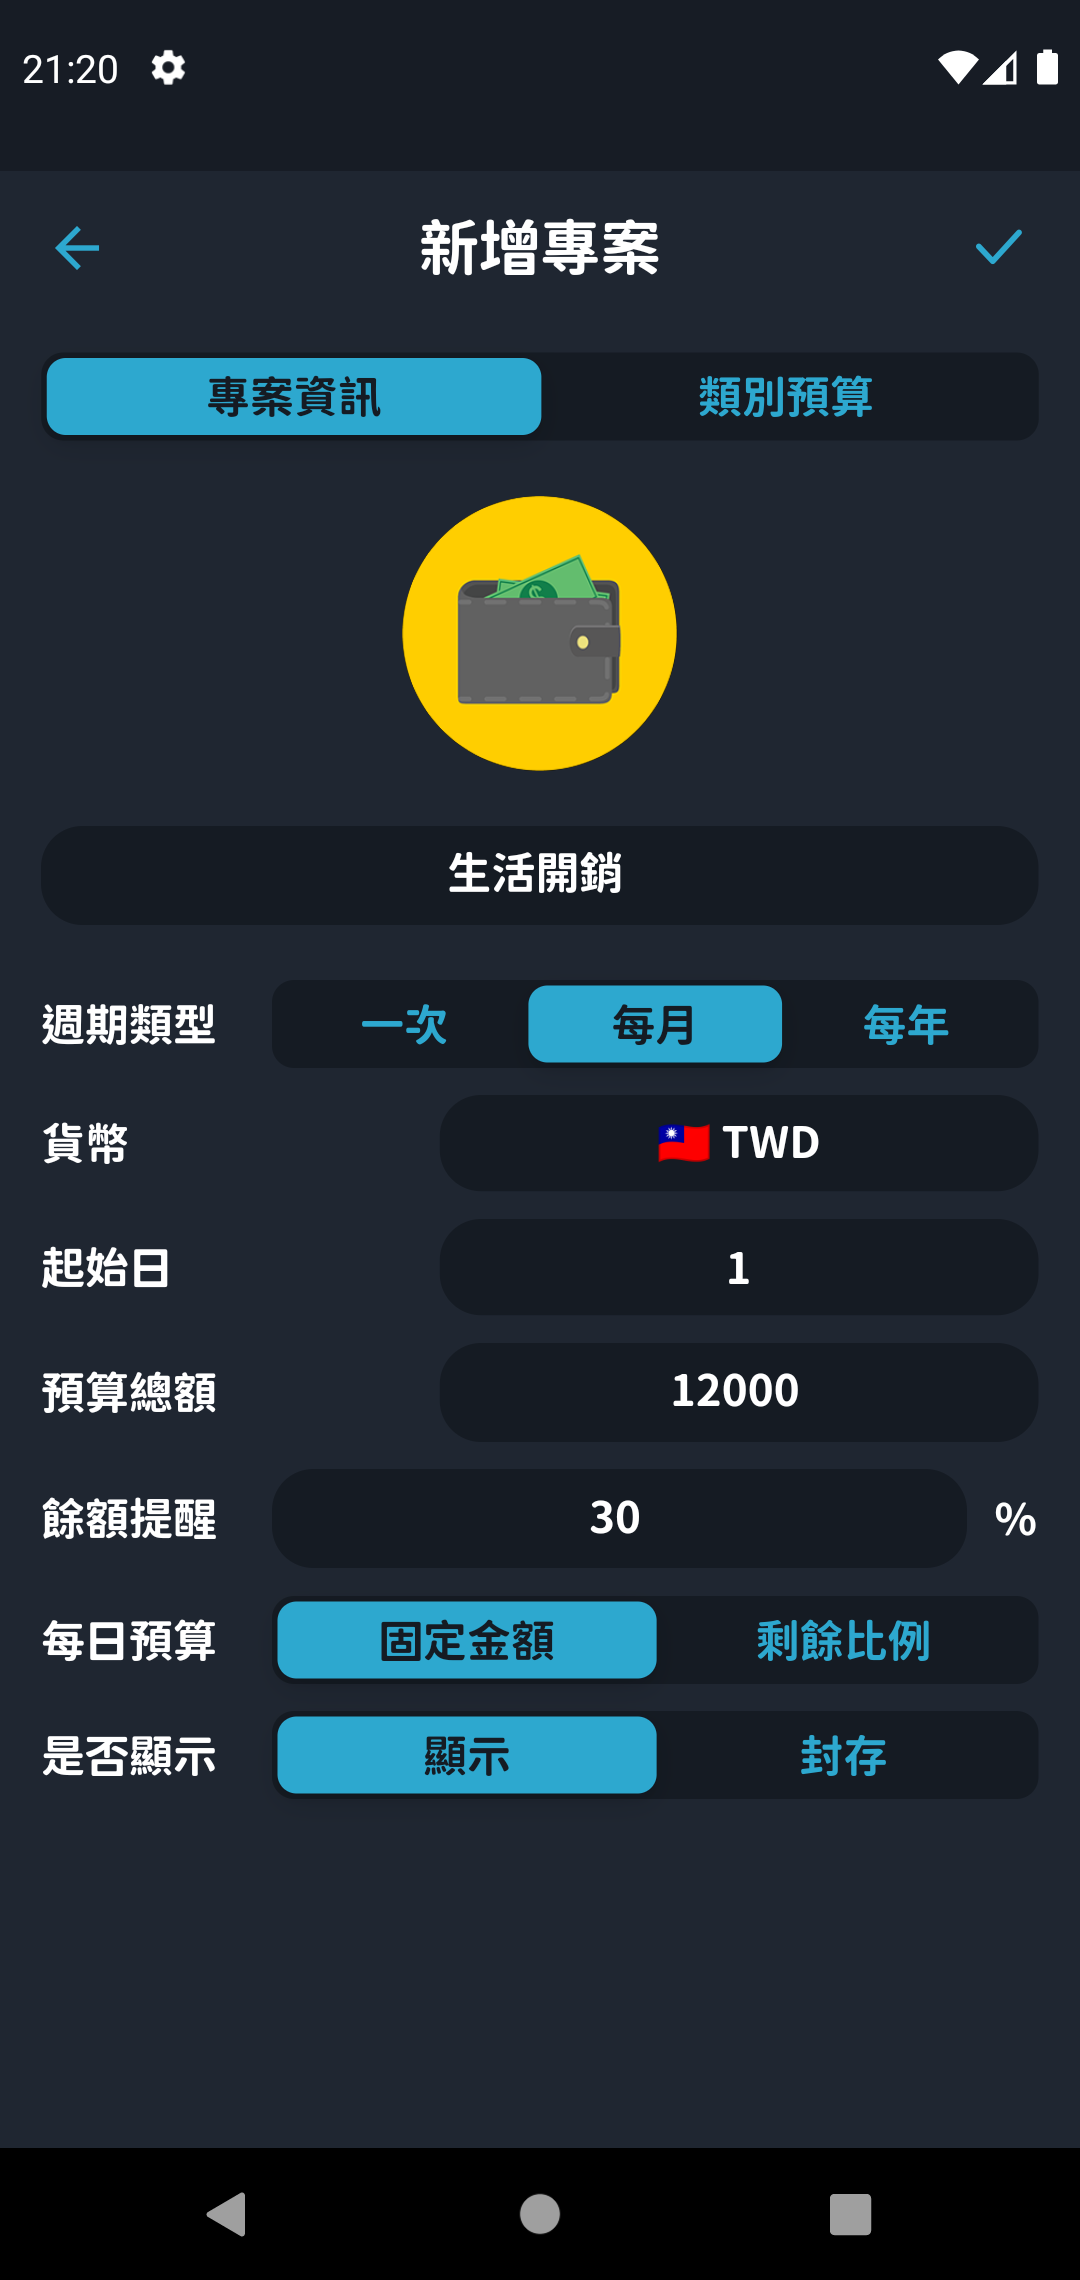 21:20
新增專案
專案資訊 類別預算
生活開銷
週期類型 一次 每月 每年
貨幣 🇹🇼 TWD
起始日 1
預算總額 12000
餘額提醒 30 %
每日預算 固定金額 剩餘比例
是否顯示 顯示 封存